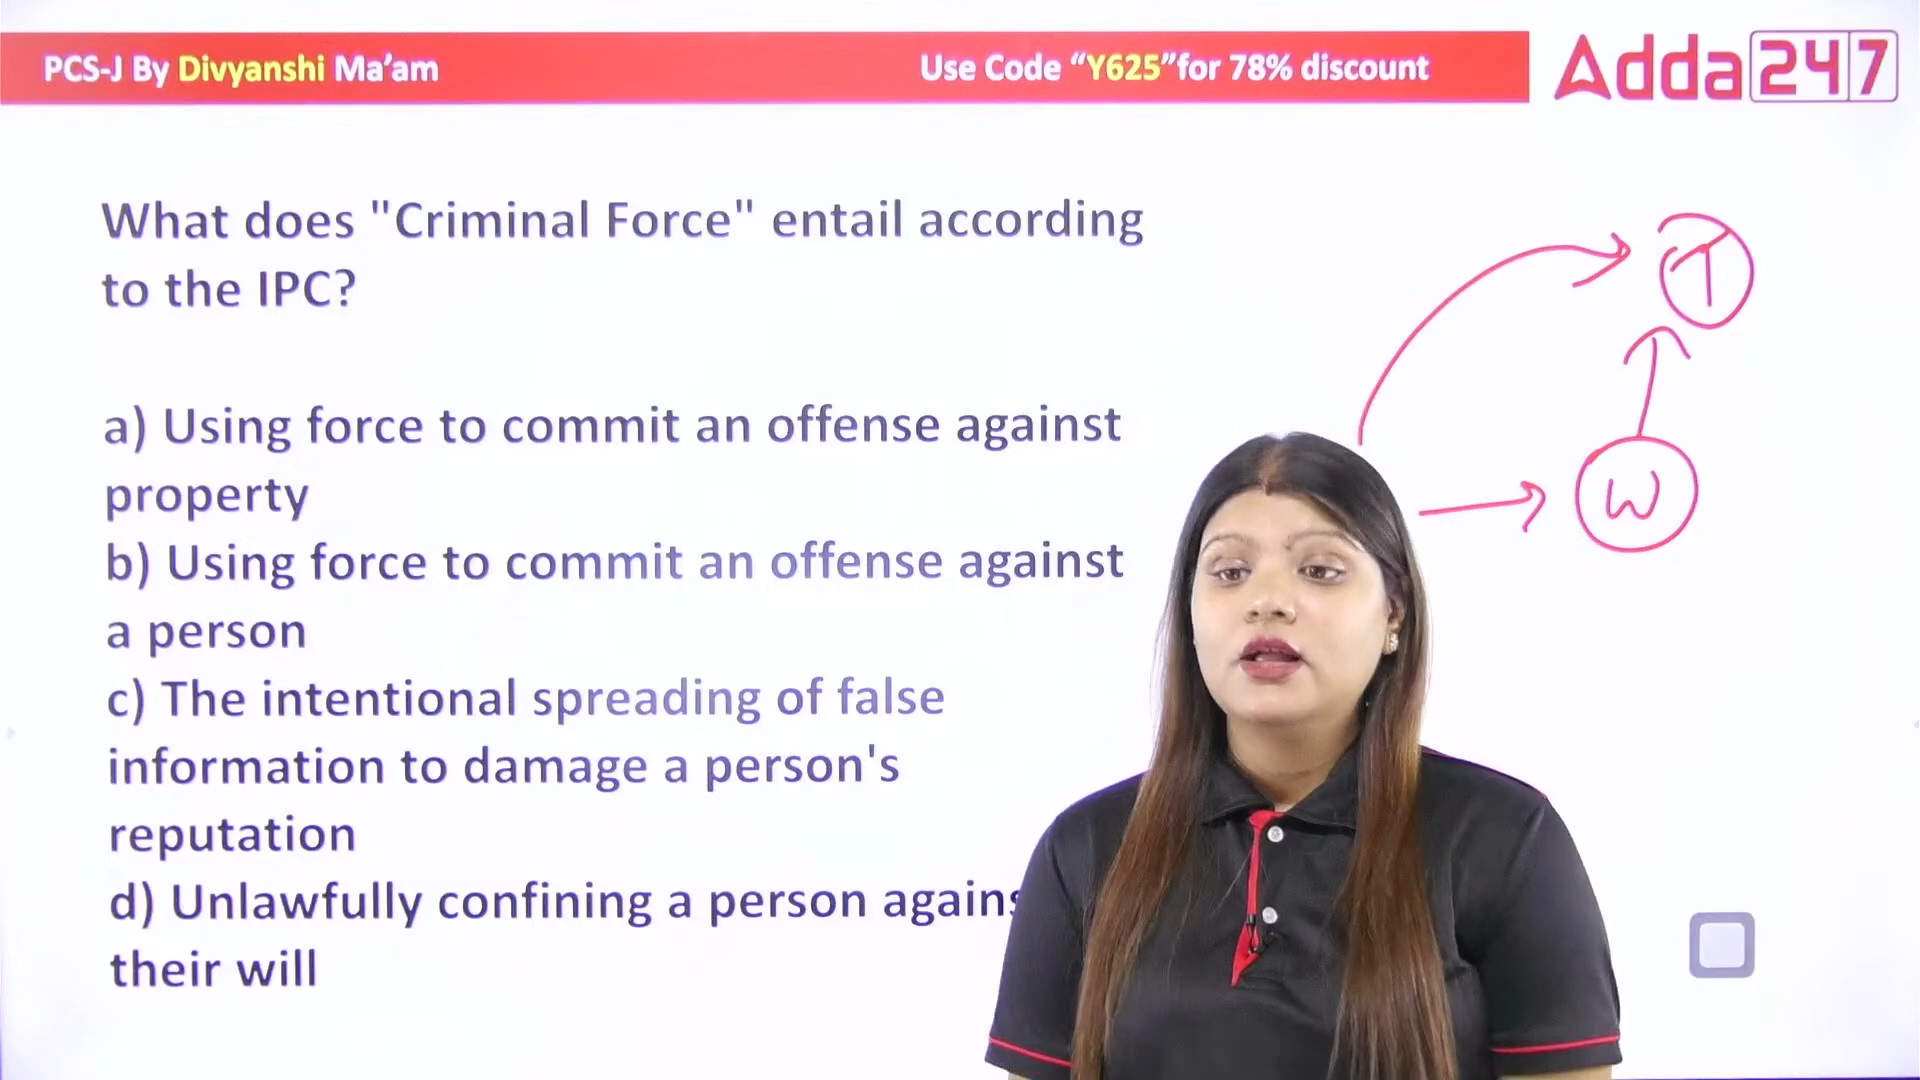 PCS-J By Divyanshi Ma’am
Use Code “Y625”for 78% discount
Adda247
What does "Criminal Force" entail according
to the IPC?
a) Using force to commit an offense against
property
b) Using force to commit an offense against
a person
c) The intentional spreading of false
information to damage a person's
reputation
d) Unlawfully confining a person agains
their will
T
W